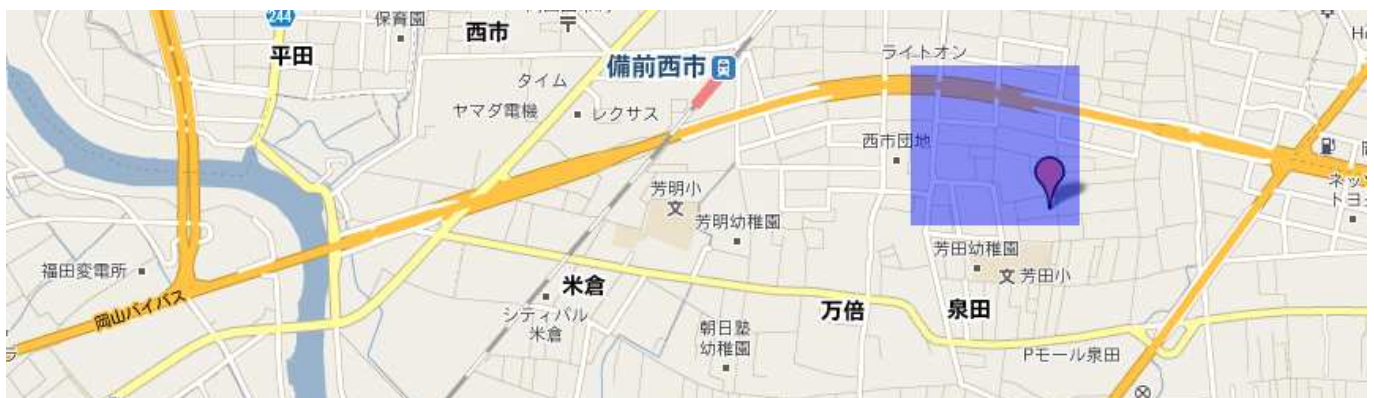 244
保育園
西市
平田
ライトオン
備前西市
タイム
ヤマダ電機
レクサス
西市団地
芳明小
文
芳明幼稚園
ネッツ
トヨ
芳田幼稚園
文 芳田小
福田変電所
米倉
岡山バイパス
シティパル
米倉
万倍
泉田
朝日塾
幼稚園
Pモール泉田